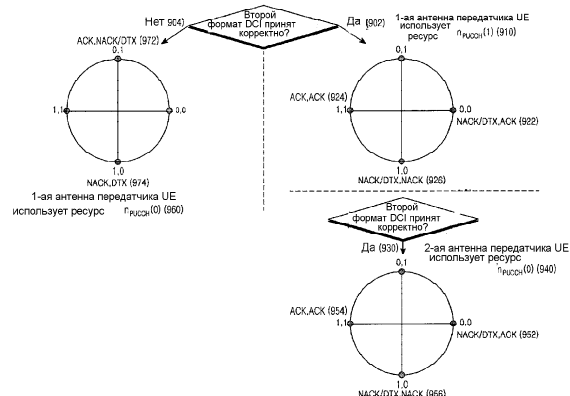 Второй
формат DCI принят
корректно?
Нет 904)
Да (902)
1-ая антенна передатчика UE
использует
ресурс nPUCCH(1) (910)
ACK,NACK/DTX (972)
0,1
1,1
0,0
1,0
NACK,DTX (974)
1-ая антенна передатчика UE
использует ресурс nPUCCH(0) (960)
0,1
ACK,ACK (924)
1,1
0,0
NACK/DTX,ACK (922)
1,0
NACK/DTX,NACK (926)
Второй
формат DCI принят
корректно?
Да (930)
2-ая антенна передатчика UE
использует ресурс
nPUCCH(0) (940)
0,1
ACK,ACK (954)
1,1
0,0
NACK/DTX,ACK (952)
1,0
NACK/DTX,NACK (956)